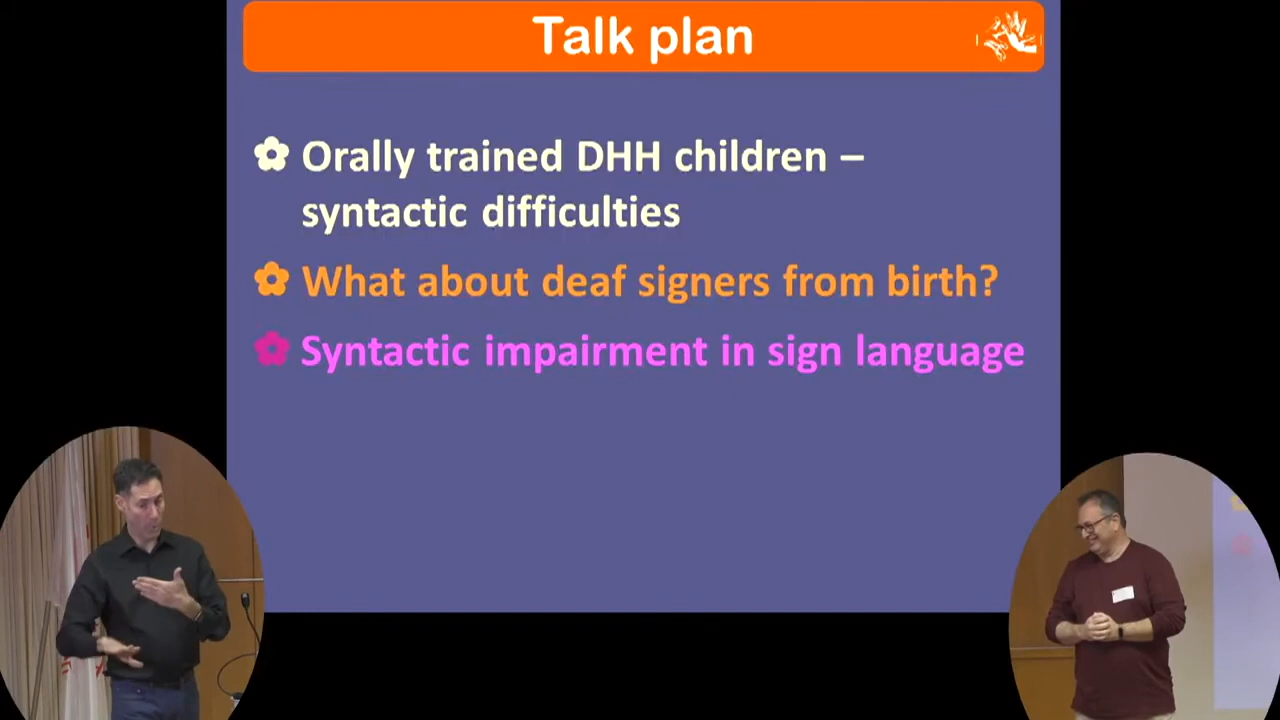 Talk plan
Orally trained DHH children –
syntactic difficulties
What about deaf signers from birth?
Syntactic impairment in sign language